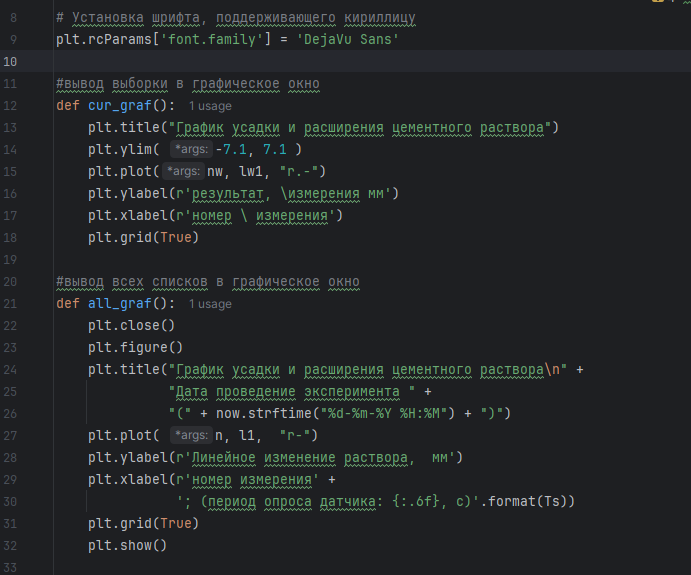 8 # Установка шрифта, поддерживающего кириллицу
9 plt.rcParams['font.family'] = 'DejaVu Sans'
10
11 #вывод выборки в графическое окно
12 def cur_graf(): 1 usage
13 plt.title("График усадки и расширения цементного раствора")
14 plt.ylim( *args: -7.1, 7.1 )
15 plt.plot( *args: nw, lw1, "r.-")
16 plt.ylabel(r'результат, \измерения мм')
17 plt.xlabel(r'номер \ измерения')
18 plt.grid(True)
19
20 #вывод всех списков в графическое окно
21 def all_graf(): 1 usage
22 plt.close()
23 plt.figure()
24 plt.title("График усадки и расширения цементного раствора\n" +
25 "Дата проведение эксперимента " +
26 "(" + now.strftime("%d-%m-%Y %H:%M") + ")")
27 plt.plot( *args: n, l1, "r-")
28 plt.ylabel(r'Линейное изменение раствора,  мм')
29 plt.xlabel(r'номер измерения' +
30 '; (период опроса датчика: {:.6f}, c)'.format(Ts))
31 plt.grid(True)
32 plt.show()
33